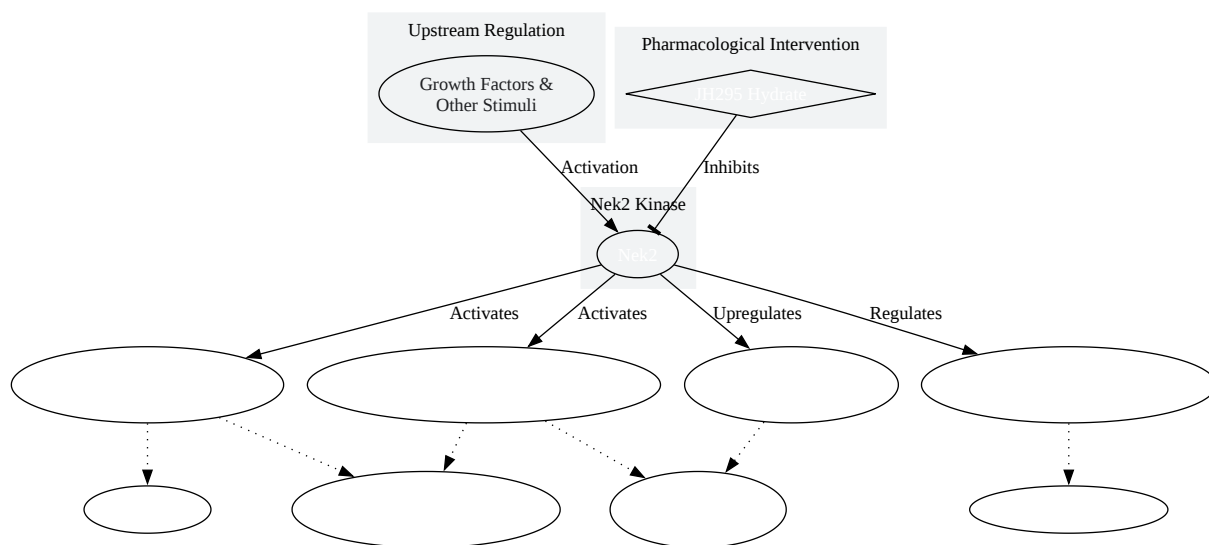 Upstream Regulation
Pharmacological Intervention
Growth Factors &
Other Stimuli
JH295 Hydrate
Activation
Inhibits
Nek2 Kinase
Nek2
Activates
Activates
Upregulates
Regulates